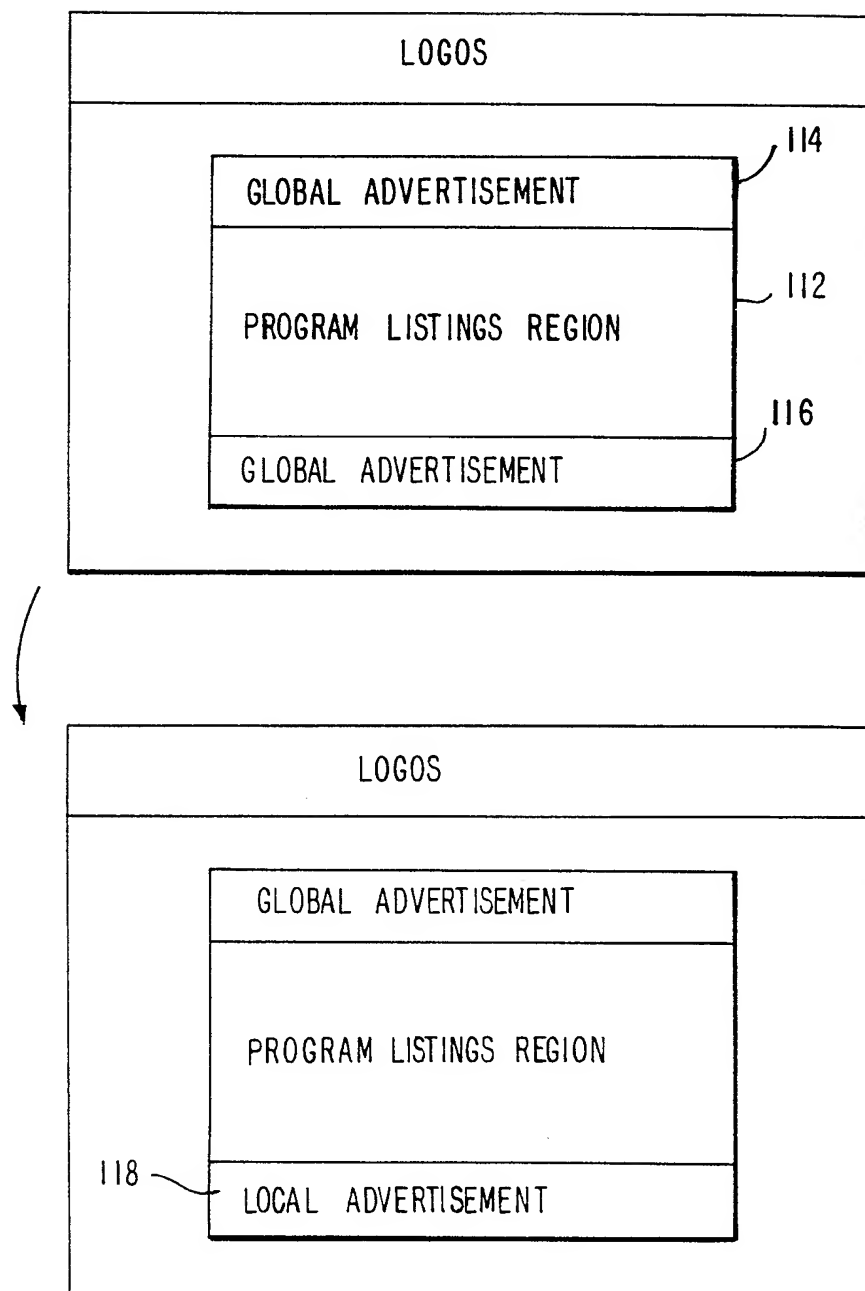 LOGOS
114
GLOBAL ADVERTISEMENT
112
PROGRAM LISTINGS REGION
116
GLOBAL ADVERTISEMENT
LOGOS
GLOBAL ADVERTISEMENT
PROGRAM LISTINGS REGION
118
LOCAL ADVERTISEMENT